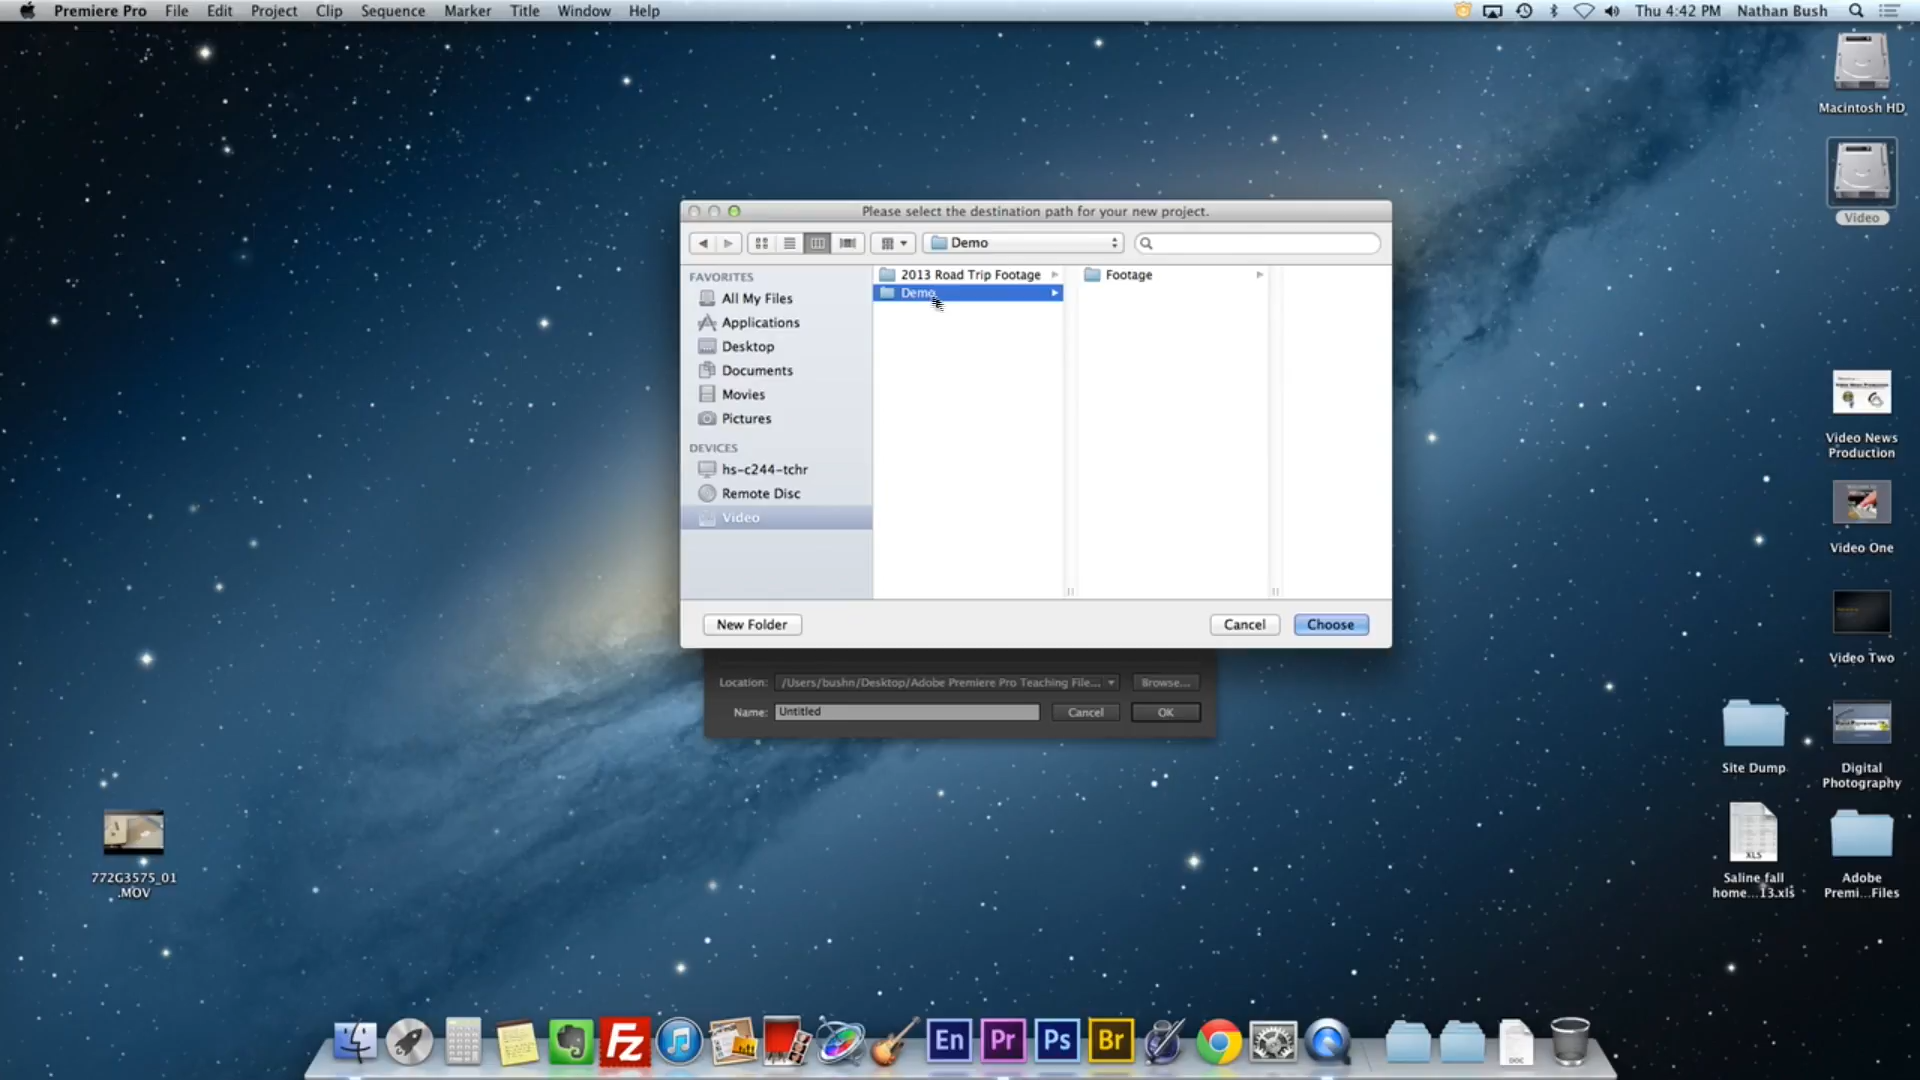 Premiere Pro File Edit Project Clip Sequence Marker Title Window Help
Thu 4:42 PM Nathan Bush
Macintosh HD
Video
Please select the destination path for your new project.
Demo
FAVORITES
All My Files
Applications
Desktop
Documents
Movies
Pictures
DEVICES
hs-c244-tchr
Remote Disc
Video
2013 Road Trip Footage
Demo
Footage
New Folder
Cancel
Choose
Location: /Users/bushn/Desktop/Adobe Premiere Pro Teaching File... Browse...
Name: Untitled Cancel OK
Video News
Production
Video One
Video Two
Site Dump
Digital
Photography
XLS
Saline fall
home...13.xls
Adobe
Premi...Files
772G3575_01
.MOV
Fz
En
Pr
Ps
Br
DOC